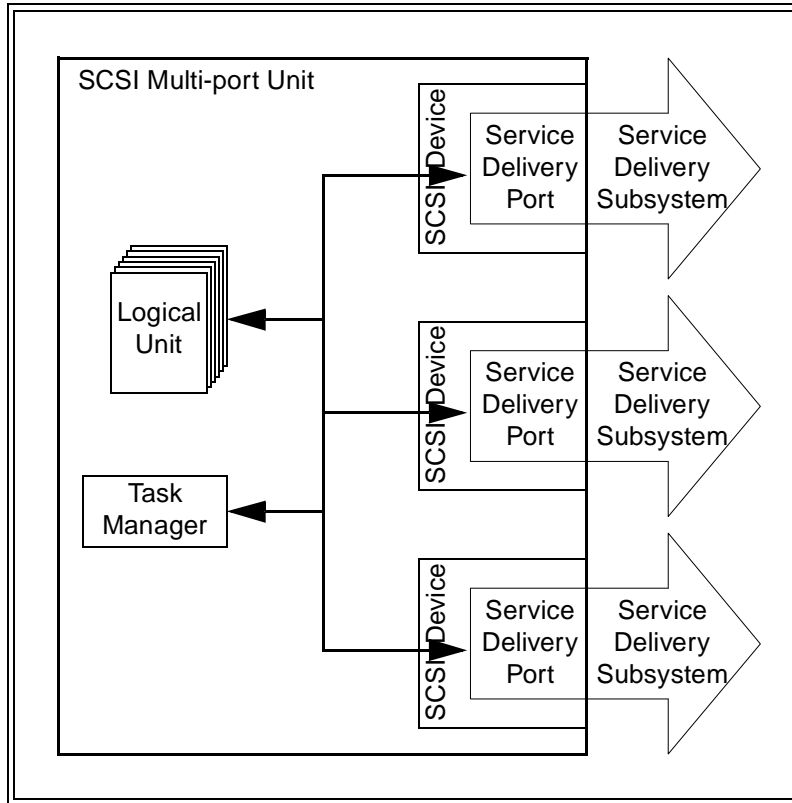 SCSI Multi-port Unit
SCSI Device
Service
Delivery
Port
Service
Delivery
Subsystem
Logical
Unit
SCSI Device
Service
Delivery
Port
Service
Delivery
Subsystem
Task
Manager
SCSI Device
Service
Delivery
Port
Service
Delivery
Subsystem